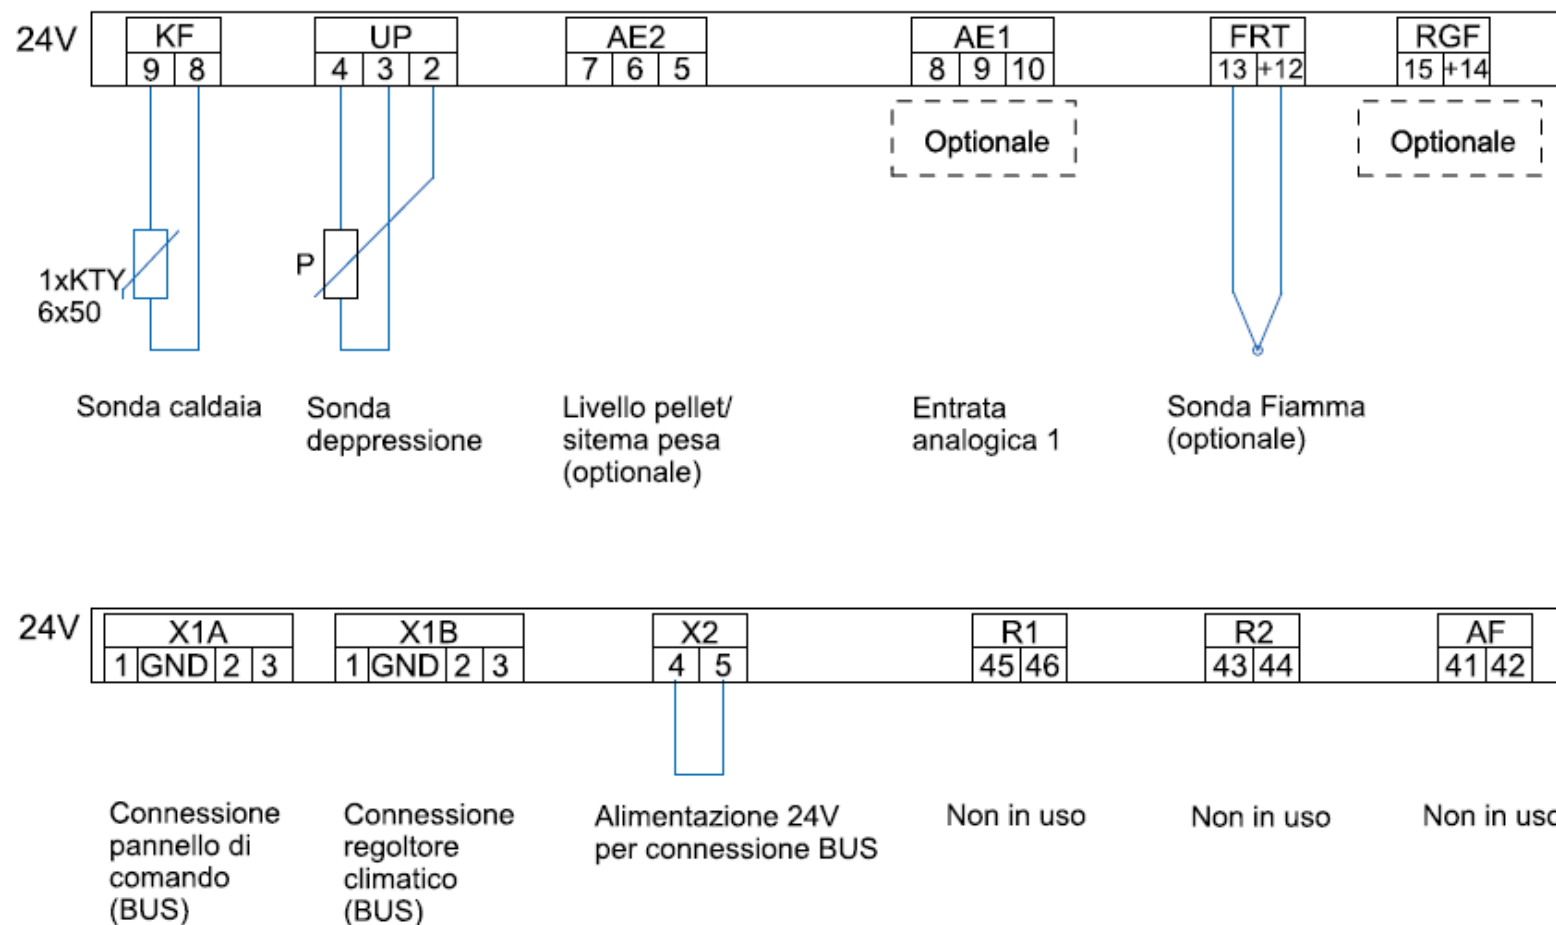 24V KF UP AE2 AE1 FRT RGF
9 8 4 3 2 7 6 5 8 9 10 13 +12 15 +14
Optionale Optionale
P
1xKTY
6x50
Sonda caldaia
Sonda
deppressione
Livello pellet/
sitema pesa
(optionale)
Entrata
analogica 1
Sonda Fiamma
(optionale)
24V X1A X1B X2 R1 R2 AF
1 GND 2 3 1 GND 2 3 4 5 45 46 43 44 41 42
Connessione
pannello di
comando
(BUS)
Connessione
regoltore
climatico
(BUS)
Alimentazione 24V
per connessione BUS
Non in uso
Non in uso
Non in uso